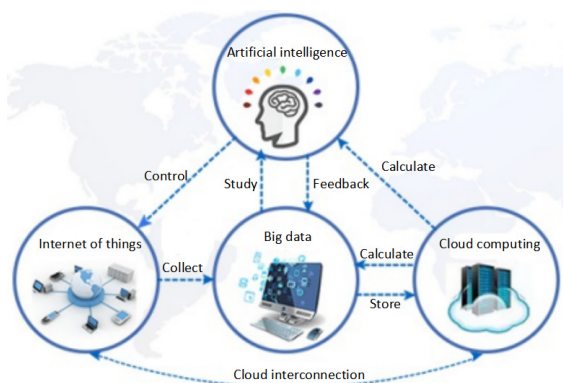 Artificial intelligence
Control
Study
Feedback
Calculate
Internet of things
Big data
Cloud computing
Collect
Calculate
Store
Cloud interconnection